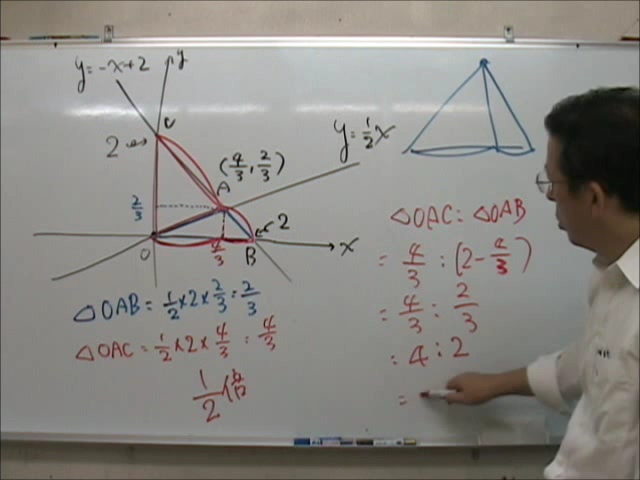 y=-x+2
y
C
2
y=1/2x
(4/3, 2/3)
A
2/3
2
O
4/3
B
x
△OAB=1/2×2×2/3=2/3
△OAC=1/2×2×4/3=4/3
1/2倍
△OAC:△OAB
=4/3:(2-4/3)
=4/3:2/3
=4:2
=